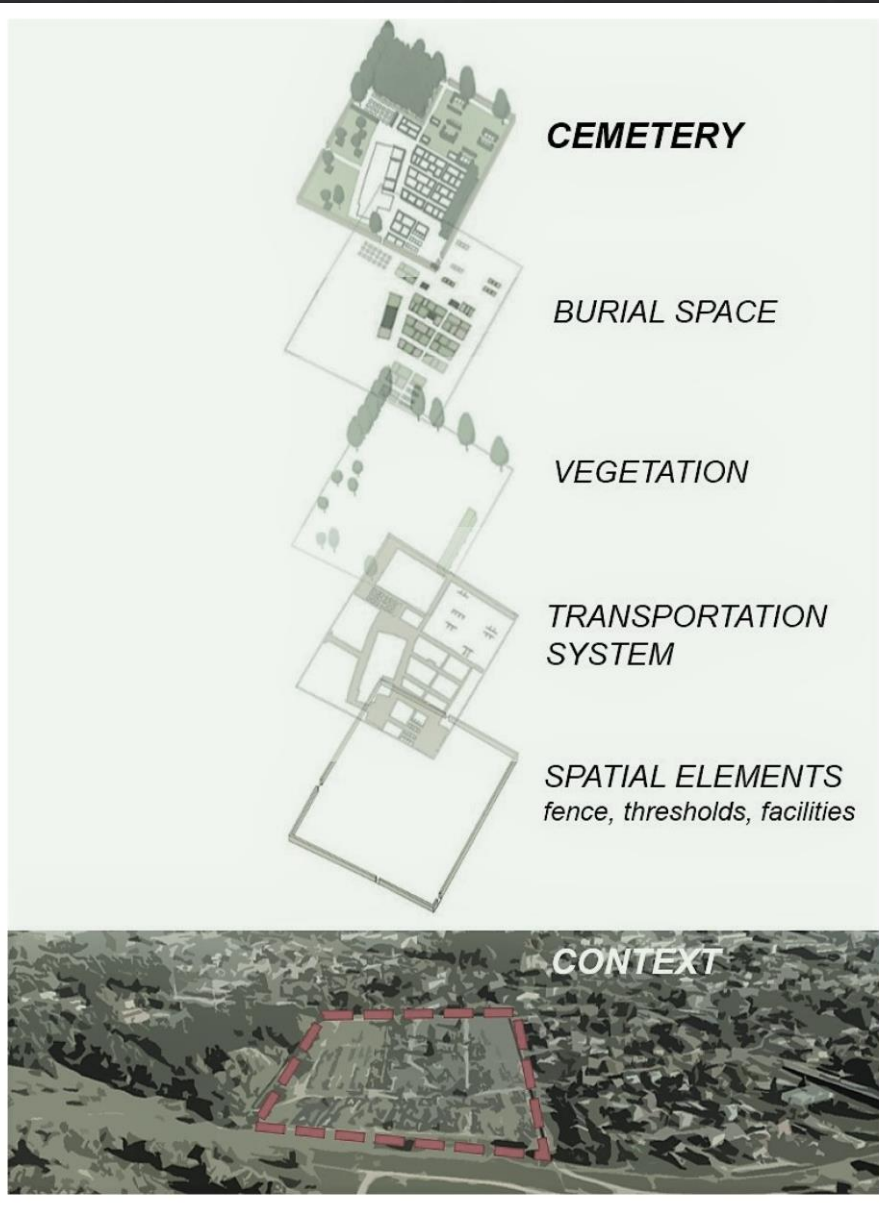 CEMETERY
BURIAL SPACE
VEGETATION
TRANSPORTATION
SYSTEM
SPATIAL ELEMENTS
fence, thresholds, facilities
CONTEXT